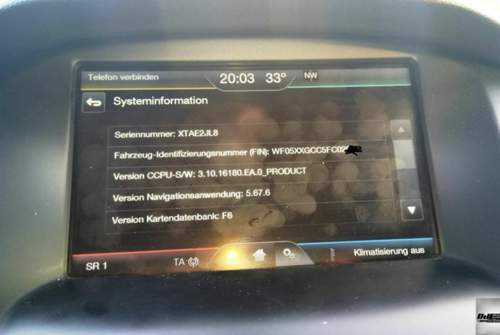 Telefon verbinden 20:03 33° NW
Systeminformation
Seriennummer: XTAE2JL8
Fahrzeug-Identifizierungsnummer (FIN): WF05XXGCC5FC0
Version CCPU-S/W: 3.10.16180.EA.0_PRODUCT
Version Navigationsanwendung: 5.67.6
Version Kartendatenbank: F6
SR 1 TA Klimatisierung aus